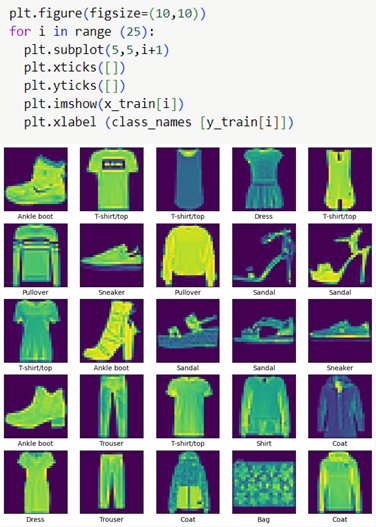 plt.figure(figsize=(10,10))
for i in range (25):
  plt.subplot(5,5,i+1)
  plt.xticks([])
  plt.yticks([])
  plt.imshow(x_train[i])
  plt.xlabel (class_names [y_train[i]])
Ankle boot T-shirt/top T-shirt/top Dress T-shirt/top
Pullover Sneaker Pullover Sandal Sandal
T-shirt/top Ankle boot Sandal Sandal Sneaker
Ankle boot Trouser T-shirt/top Shirt Coat
Dress Trouser Coat Bag Coat